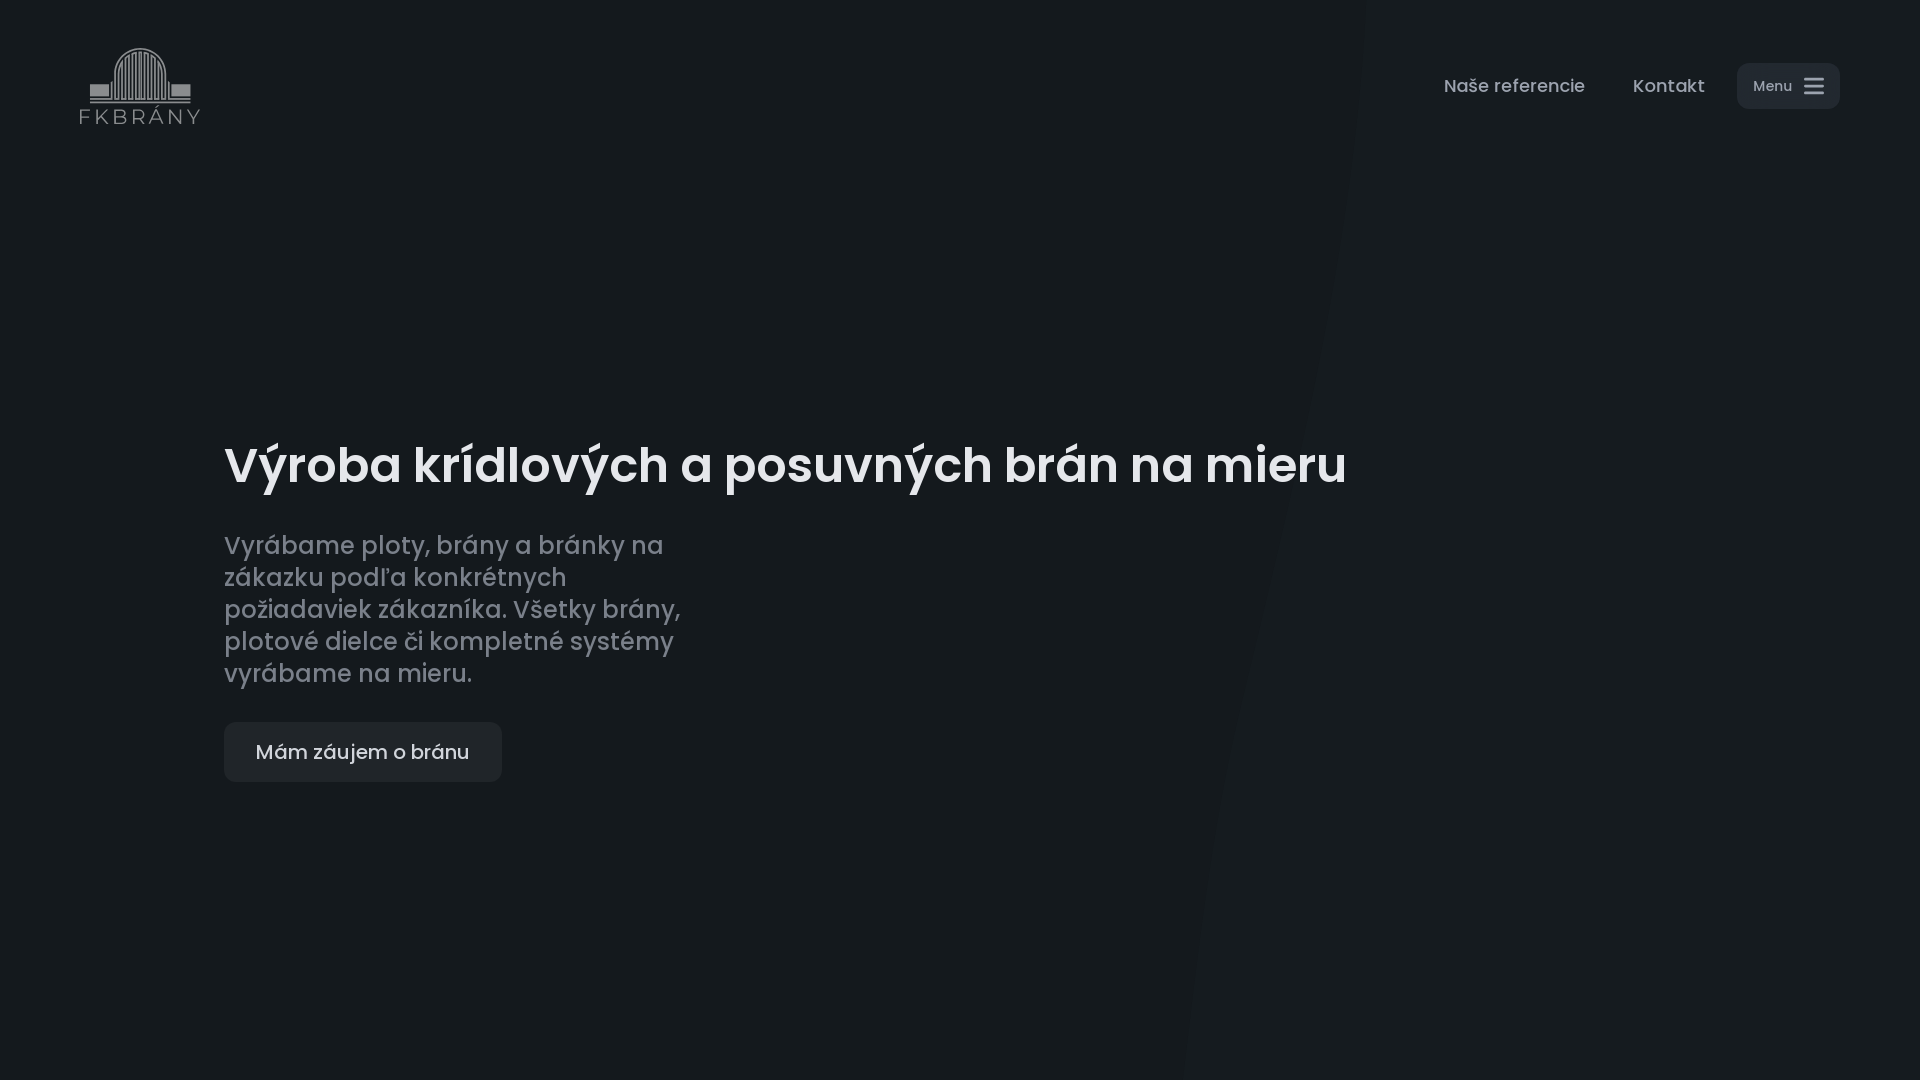 FKBRÁNY
Naše referencie
Kontakt
Menu
Výroba krídlových a posuvných brán na mieru
Vyrábame ploty, brány a bránky na
zákazku podľa konkrétnych
požiadaviek zákazníka. Všetky brány,
plotové dielce či kompletné systémy
vyrábame na mieru.
Mám záujem o bránu